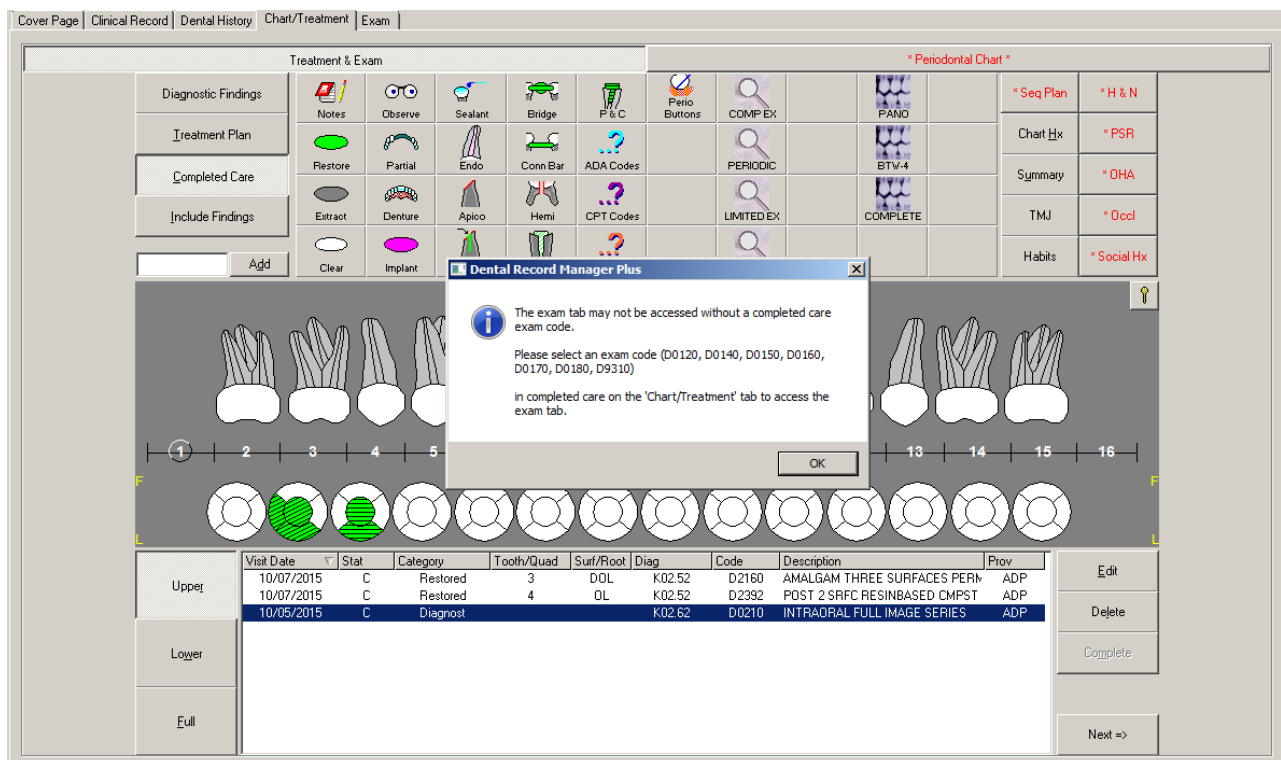 Cover Page Clinical Record Dental History Chart/Treatment Exam
Treatment & Exam * Periodontal Chart *
Diagnostic Findings
Treatment Plan
Completed Care
Include Findings
Add
Notes Observe Sealant Bridge P & C Perio Buttons COMP EX PANO
Restore Partial Endo Conn Bar ADA Codes PERIODIC BTW-4
Extract Denture Apico Hemi CPT Codes LIMITED EX COMPLETE
Clear Implant
* Seq Plan * H & N
Chart Hx * PSR
Summary * OHA
TMJ * Occl
Habits * Social Hx
Dental Record Manager Plus
The exam tab may not be accessed without a completed care
exam code.
Please select an exam code (D0120, D0140, D0150, D0160,
D0170, D0180, D9310)
in completed care on the 'Chart/Treatment' tab to access the
exam tab.
OK
1 2 3 4 5 13 14 15 16
F F
L L
Upper
Lower
Full
Visit Date Stat Category Tooth/Quad Surf/Root Diag Code Description Prov
10/07/2015 C Restored 3 DOL K02.52 D2160 AMALGAM THREE SURFACES PERM ADP
10/07/2015 C Restored 4 OL K02.52 D2392 POST 2 SRFC RESINBASED CMPST ADP
10/05/2015 C Diagnost K02.62 D0210 INTRAORAL FULL IMAGE SERIES ADP
Edit
Delete
Complete
Next =>